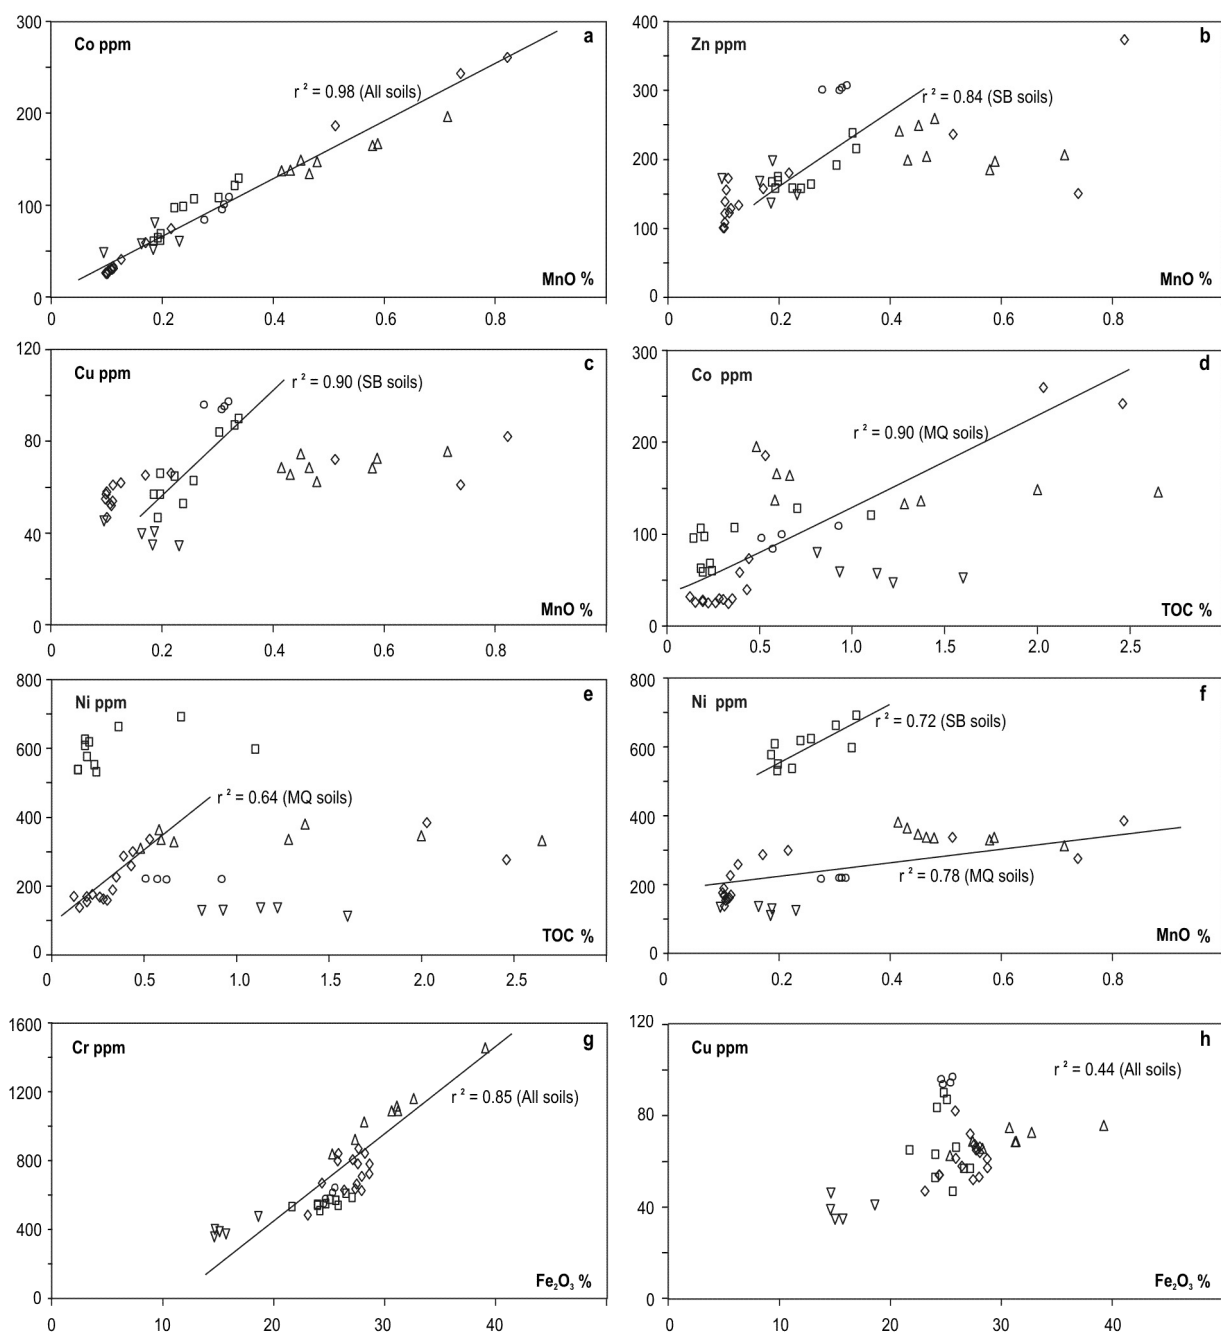 300
200
100
0
Co ppm
a
r² = 0.98 (All soils)
MnO %
0 0.2 0.4 0.6 0.8
400
300
200
100
0
Zn ppm
b
r² = 0.84 (SB soils)
MnO %
0 0.2 0.4 0.6 0.8
120
80
40
0
Cu ppm
c
r² = 0.90 (SB soils)
MnO %
0 0.2 0.4 0.6 0.8
300
200
100
0
Co ppm
d
r² = 0.90 (MQ soils)
TOC %
0 0.5 1.0 1.5 2.0 2.5
800
600
400
200
0
Ni ppm
e
r² = 0.64 (MQ soils)
TOC %
0 0.5 1.0 1.5 2.0 2.5
800
600
400
200
0
Ni ppm
f
r² = 0.72 (SB soils)
r² = 0.78 (MQ soils)
MnO %
0 0.2 0.4 0.6 0.8
1600
1200
800
400
0
Cr ppm
g
r² = 0.85 (All soils)
Fe₂O₃ %
0 10 20 30 40
120
80
40
0
Cu ppm
h
r² = 0.44 (All soils)
Fe₂O₃ %
0 10 20 30 40